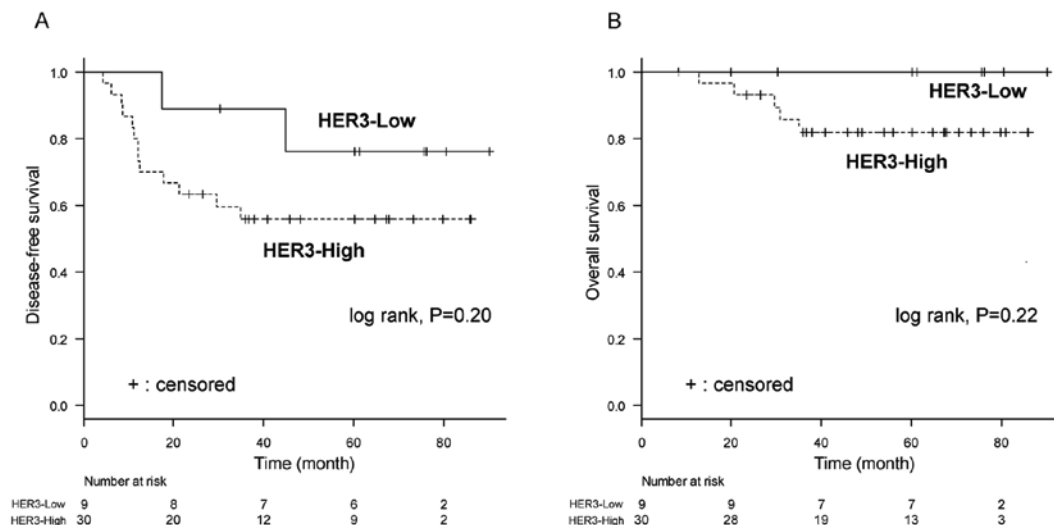 A
1.0
0.8
0.6
0.4
0.2
0.0
Disease-free survival
HER3-Low
HER3-High
log rank, P=0.20
+ : censored
0 20 40 60 80
Time (month)
Number at risk
HER3-Low 9 8 7 6 2
HER3-High 30 20 12 9 2
B
1.0
0.8
0.6
0.4
0.2
0.0
Overall survival
HER3-Low
HER3-High
log rank, P=0.22
+ : censored
0 20 40 60 80
Time (month)
Number at risk
HER3-Low 9 9 7 7 2
HER3-High 30 28 19 13 3